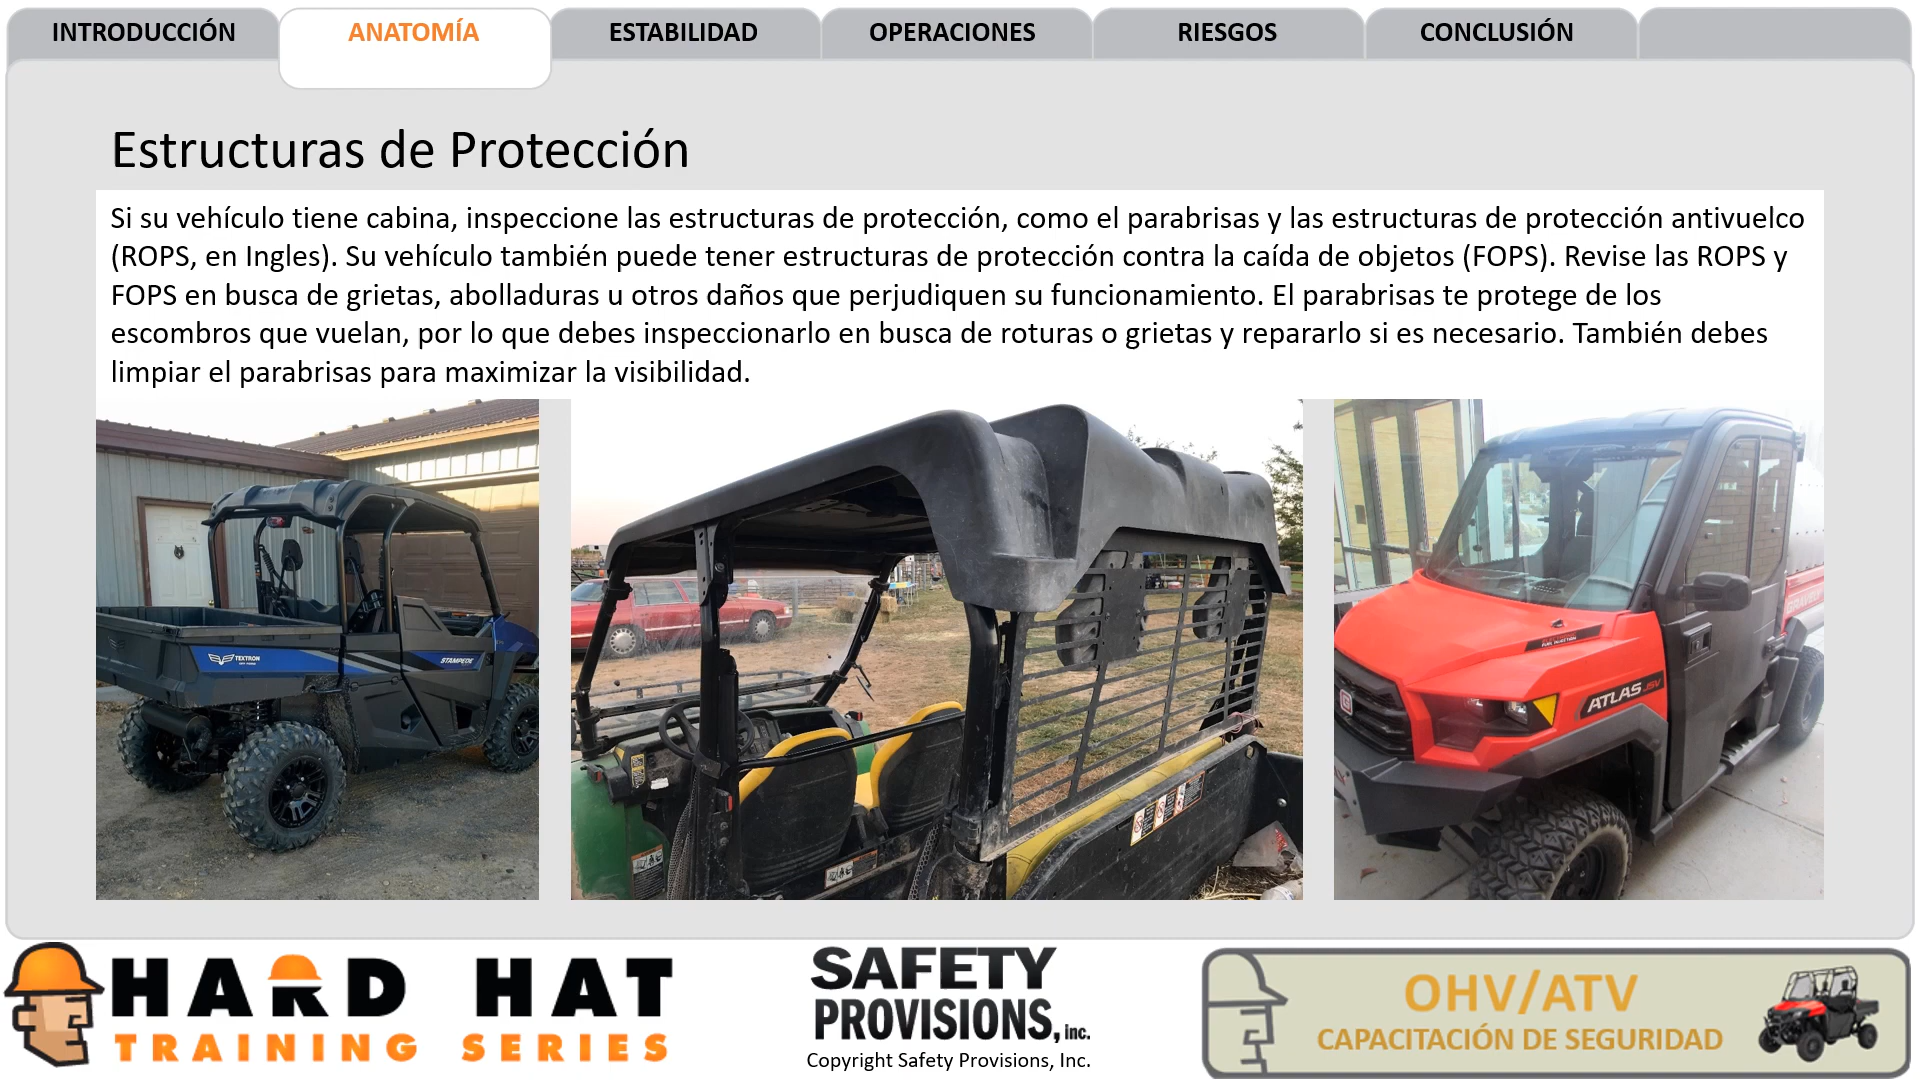 INTRODUCCIÓN
ANATOMÍA
ESTABILIDAD
OPERACIONES
RIESGOS
CONCLUSIÓN
Estructuras de Protección
Si su vehículo tiene cabina, inspeccione las estructuras de protección, como el parabrisas y las estructuras de protección antivuelco
(ROPS, en Ingles). Su vehículo también puede tener estructuras de protección contra la caída de objetos (FOPS). Revise las ROPS y
FOPS en busca de grietas, abolladuras u otros daños que perjudiquen su funcionamiento. El parabrisas te protege de los
escombros que vuelan, por lo que debes inspeccionarlo en busca de roturas o grietas y repararlo si es necesario. También debes
limpiar el parabrisas para maximizar la visibilidad.
TEXTRON
STAMPEDE
ATLAS JSV
GRAVELY
HARD HAT
TRAINING SERIES
SAFETY
PROVISIONS, inc.
Copyright Safety Provisions, Inc.
OHV/ATV
CAPACITACIÓN DE SEGURIDAD